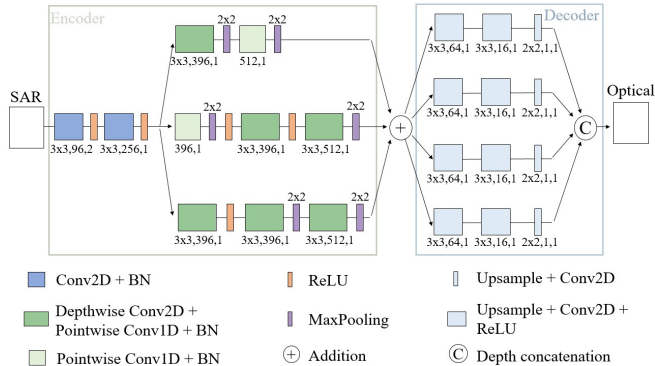 Encoder
2x2 2x2
3x3,396,1 512,1
SAR
3x3,96,2 3x3,256,1
2x2 2x2
396,1 3x3,396,1 3x3,512,1
2x2 2x2
3x3,396,1 3x3,396,1 3x3,512,1
+
Decoder
3x3,64,1 3x3,16,1 2x2,1,1
3x3,64,1 3x3,16,1 2x2,1,1
3x3,64,1 3x3,16,1 2x2,1,1
3x3,64,1 3x3,16,1 2x2,1,1
C
Optical
Conv2D + BN
Depthwise Conv2D +
Pointwise Conv1D + BN
Pointwise Conv1D + BN
ReLU
MaxPooling
+ Addition
Upsample + Conv2D
Upsample + Conv2D +
ReLU
C Depth concatenation